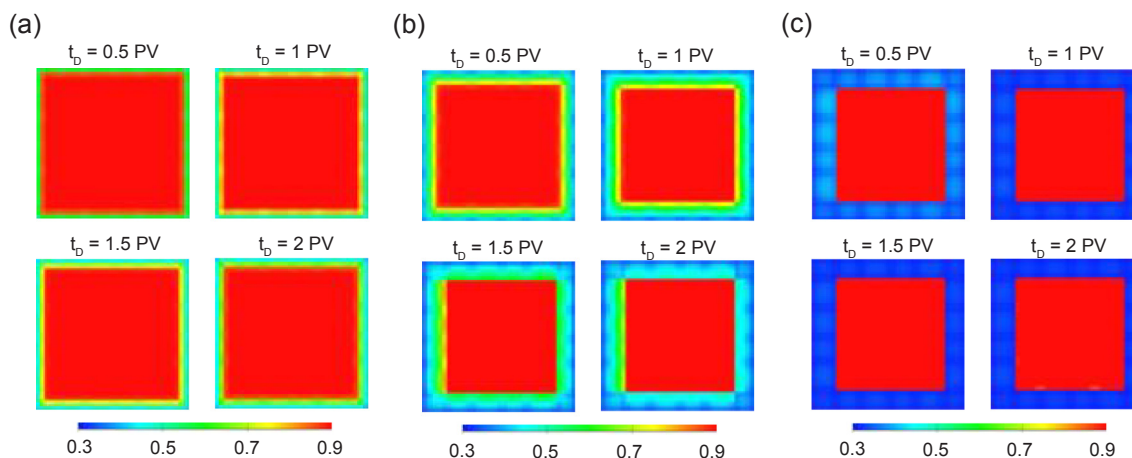 (a)
t_D = 0.5 PV t_D = 1 PV
t_D = 1.5 PV t_D = 2 PV
0.3 0.5 0.7 0.9
(b)
t_D = 0.5 PV t_D = 1 PV
t_D = 1.5 PV t_D = 2 PV
0.3 0.5 0.7 0.9
(c)
t_D = 0.5 PV t_D = 1 PV
t_D = 1.5 PV t_D = 2 PV
0.3 0.5 0.7 0.9